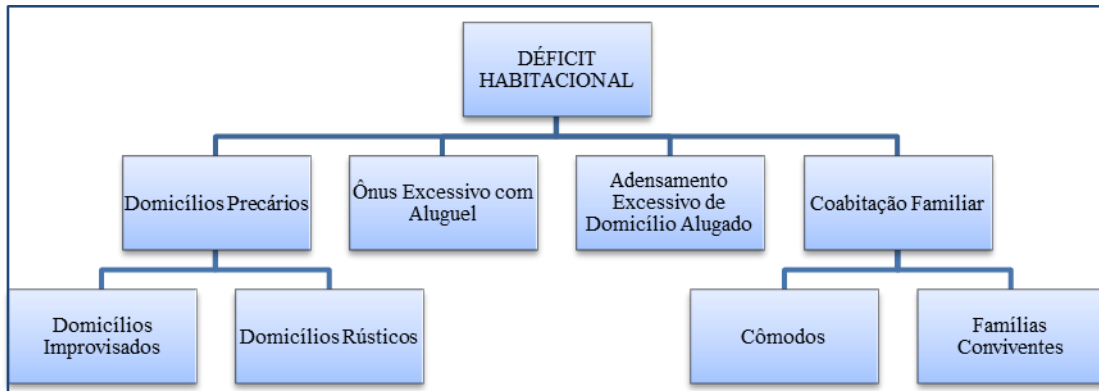 DÉFICIT
HABITACIONAL
Domicílios Precários
Ônus Excessivo com
Aluguel
Adensamento
Excessivo de
Domicílio Alugado
Coabitação Familiar
Domicílios
Improvisados
Domicílios Rústicos
Cômodos
Famílias
Conviventes